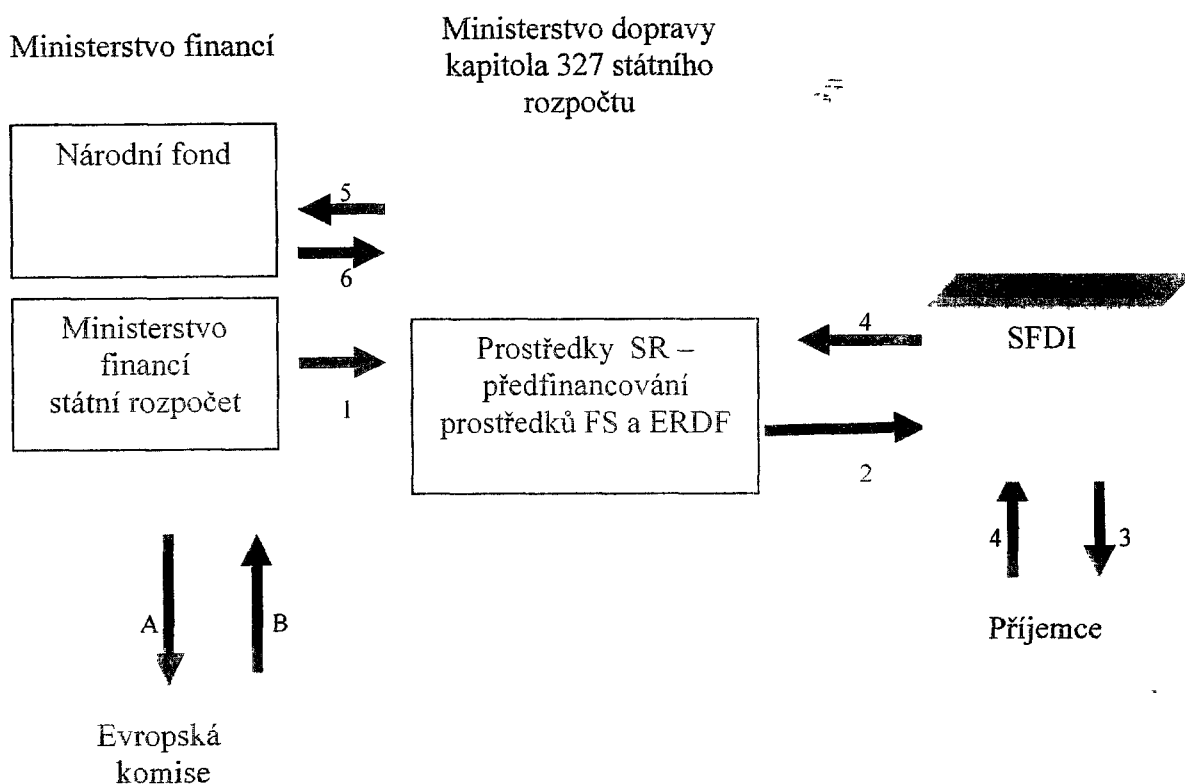 Ministerstvo financí
Ministerstvo dopravy
kapitola 327 státního
rozpočtu
Národní fond
5
6
Ministerstvo
financí
státní rozpočet
1
Prostředky SR –
předfinancování
prostředků FS a ERDF
4
2
SFDI
4
3
Příjemce
A
B
Evropská
komise